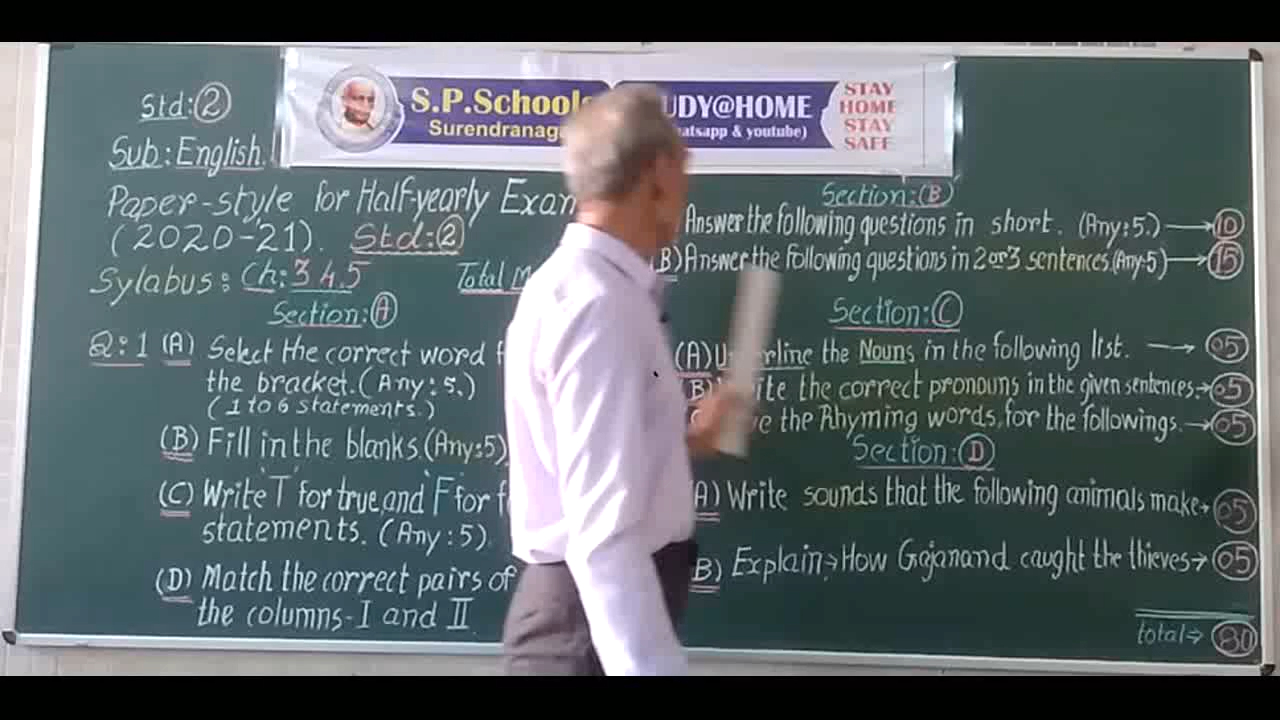 Std: 2
Sub: English.
S.P.Schools
Surendranaga
UDY@HOME
atsapp & youtube)
STAY
HOME
STAY
SAFE
Paper-style for Half-yearly Exam
(2020-21). Std: 2
Sylabus: Ch: 3 4.5 Total M
Section: A
Q: 1 (A) Select the correct word f
the bracket. (Any: 5.)
(1 to 6 statements.)
(B) Fill in the blanks. (Any: 5)
(C) Write 'T' for true, and 'F' for f
statements. (Any: 5).
(D) Match the correct pairs of
the columns-I and II
Section: B
Answer the following questions in short. (Any: 5.) → 10
B) Answer the following questions in 2 or 3 sentences. (Any: 5) → 15
Section: C
(A) Underline the Nouns in the following list. → 05
(B) Write the correct pronouns in the given sentences. → 05
ve the Rhyming words, for the followings. → 05
Section: D
A) Write sounds that the following animals make → 05
B) Explain → How Gajanand caught the thieves → 05
total → 80